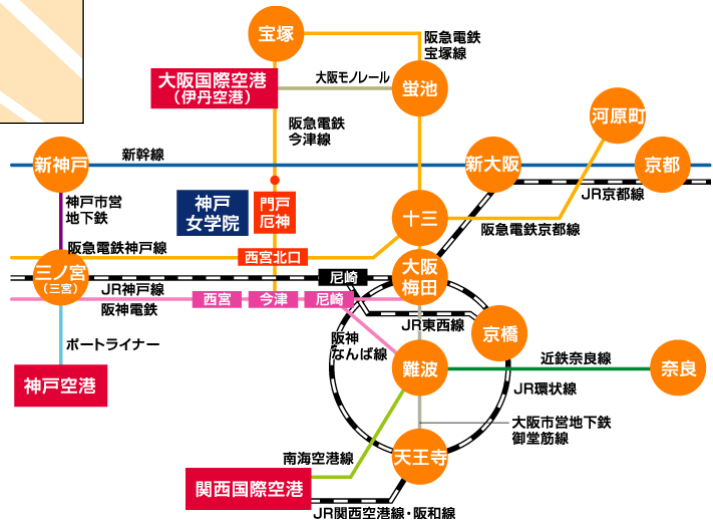 宝塚
阪急電鉄
宝塚線
大阪国際空港
（伊丹空港）
大阪モノレール
蛍池
河原町
阪急電鉄
今津線
新神戸
新幹線
新大阪
京都
JR京都線
神戸市営
地下鉄
神戸
女学院
門戸
厄神
十三
阪急電鉄京都線
阪急電鉄神戸線
西宮北口
三ノ宮
（三宮）
尼崎
大阪
梅田
JR神戸線
阪神電鉄
西宮
今津
尼崎
JR東西線
京橋
ポートライナー
阪神
なんば線
難波
近鉄奈良線
奈良
神戸空港
JR環状線
大阪市営地下鉄
御堂筋線
南海空港線
天王寺
関西国際空港
JR関西空港線・阪和線